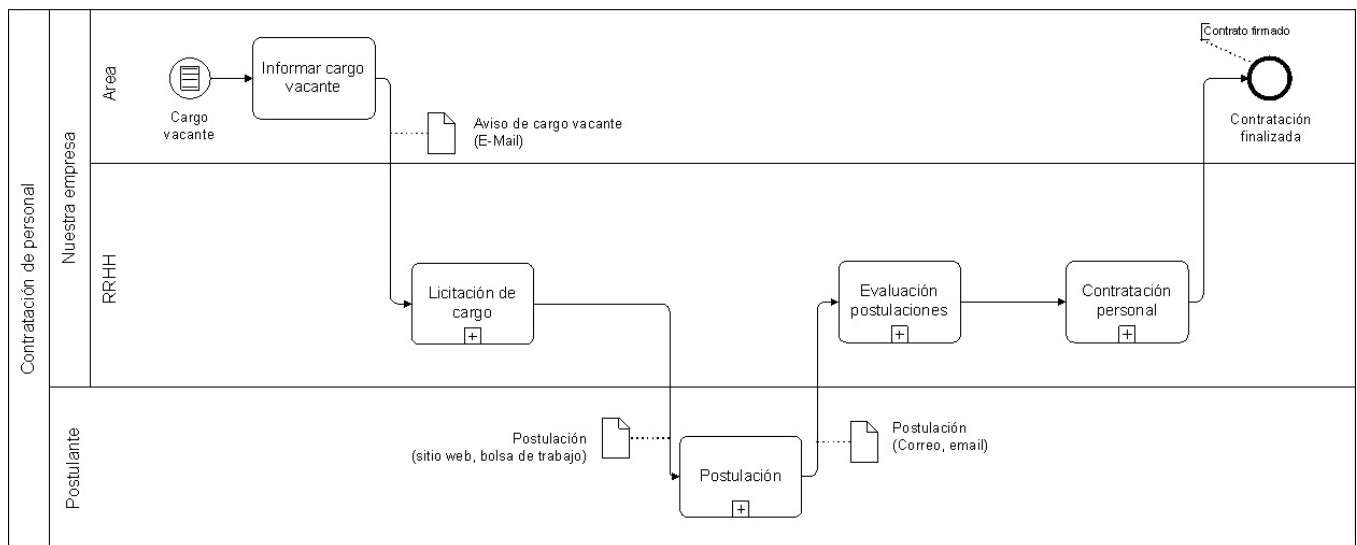 Contratación de personal
Nuestra empresa
Area
Cargo
vacante
Informar cargo
vacante
Aviso de cargo vacante
(E-Mail)
Contrato firmado
Contratación
finalizada
RRHH
Licitación de
cargo
Evaluación
postulaciones
Contratación
personal
Postulante
Postulación
(sitio web, bolsa de trabajo)
Postulación
Postulación
(Correo, email)